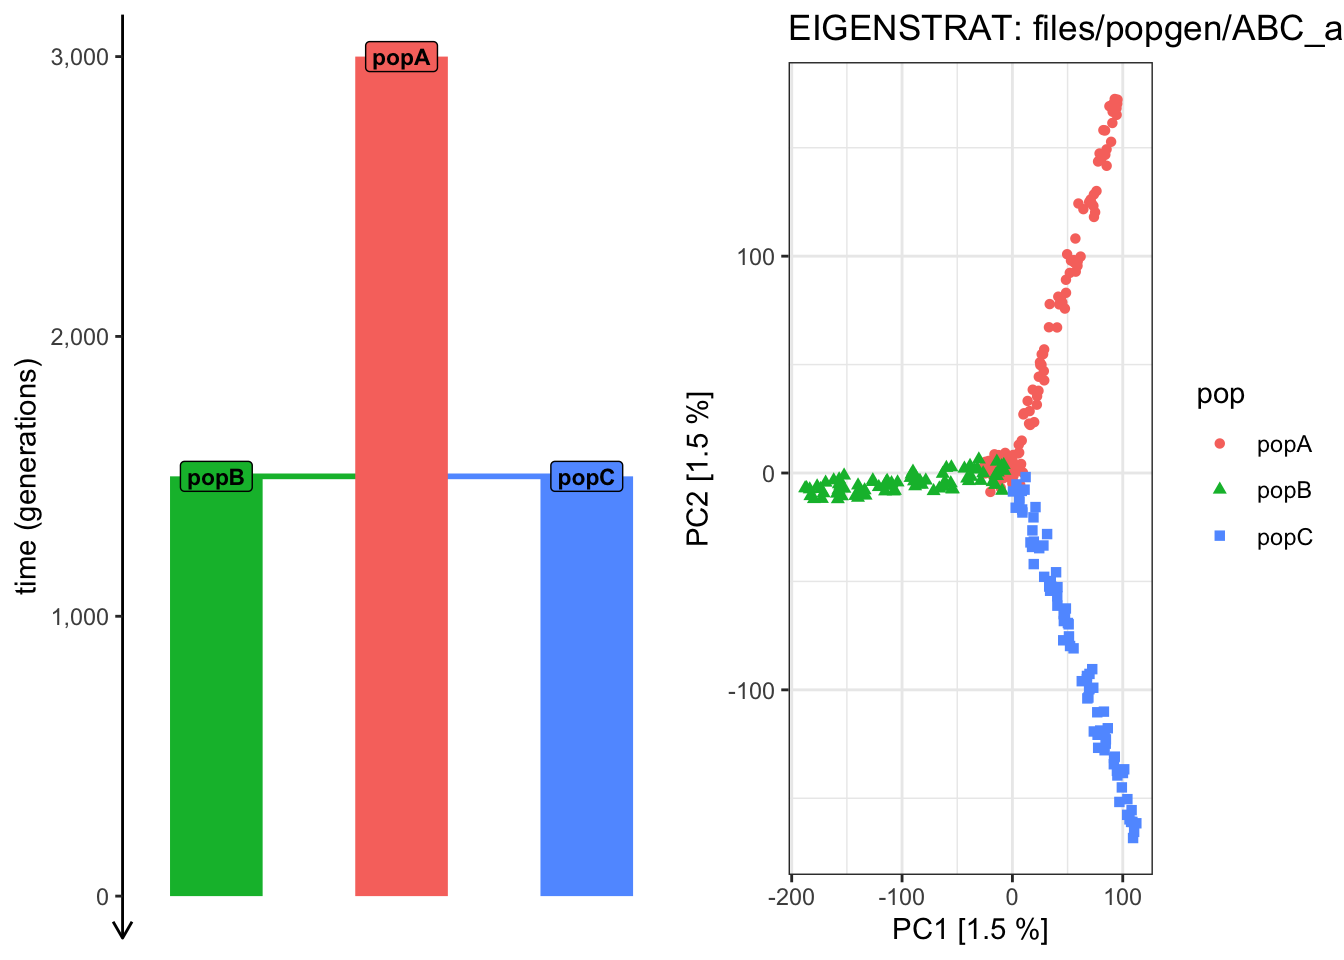 3,000
2,000
1,000
0
time (generations)
popA
popB
popC
EIGENSTRAT: files/popgen/ABC_a
100
0
-100
PC2 [1.5 %]
-200
-100
0
100
PC1 [1.5 %]
pop
popA
popB
popC